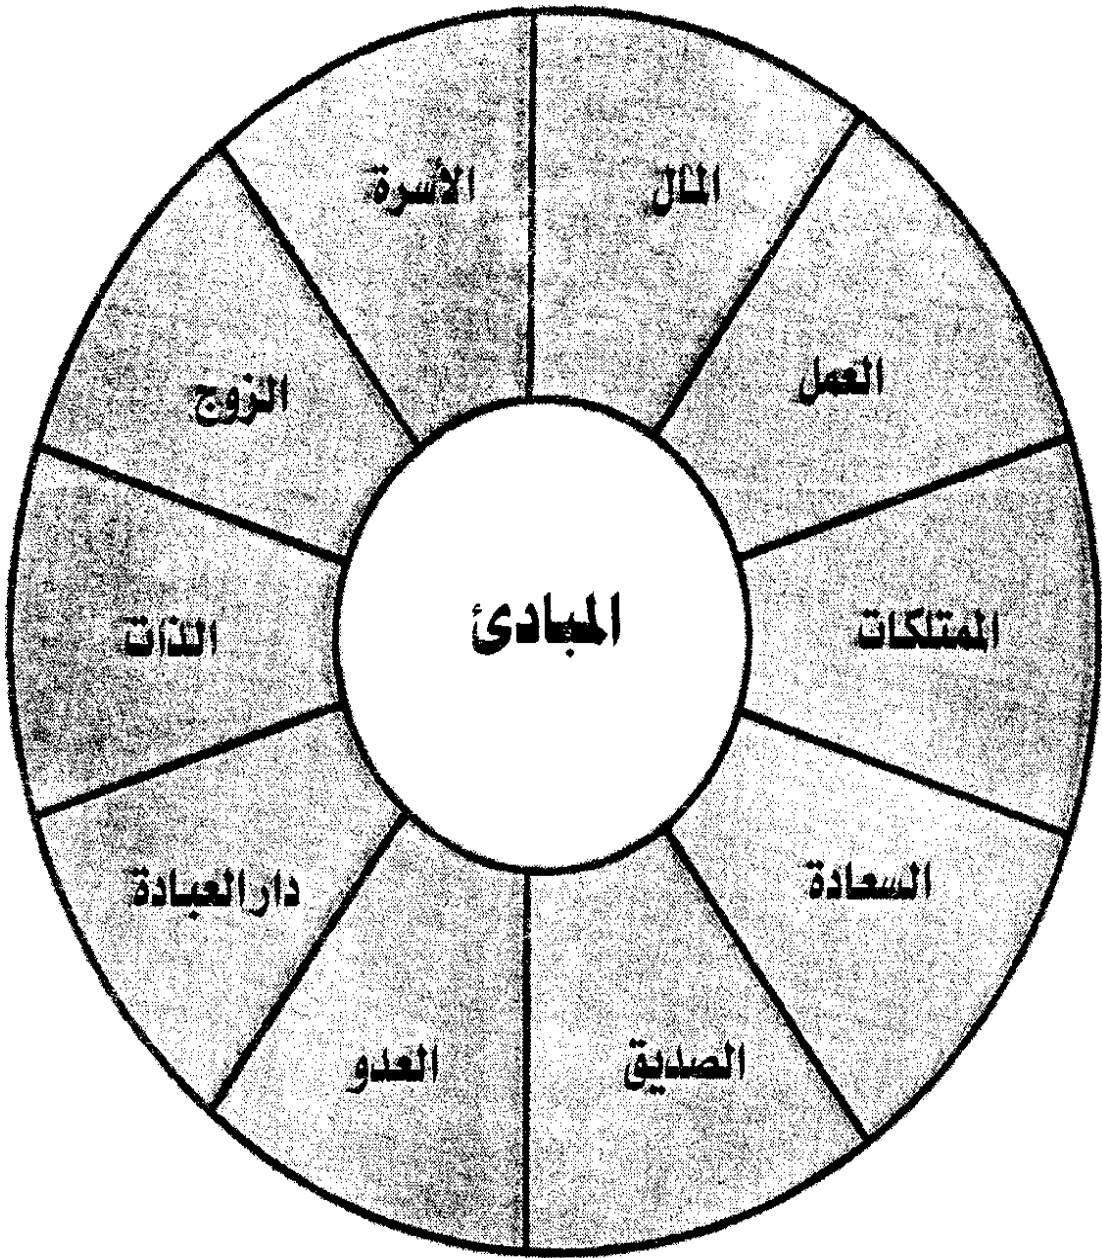 المال
الأسرة
العمل
الزوج
الممتلكات
المبادئ
الذات
السعادة
دار العبادة
الصديق
العدو